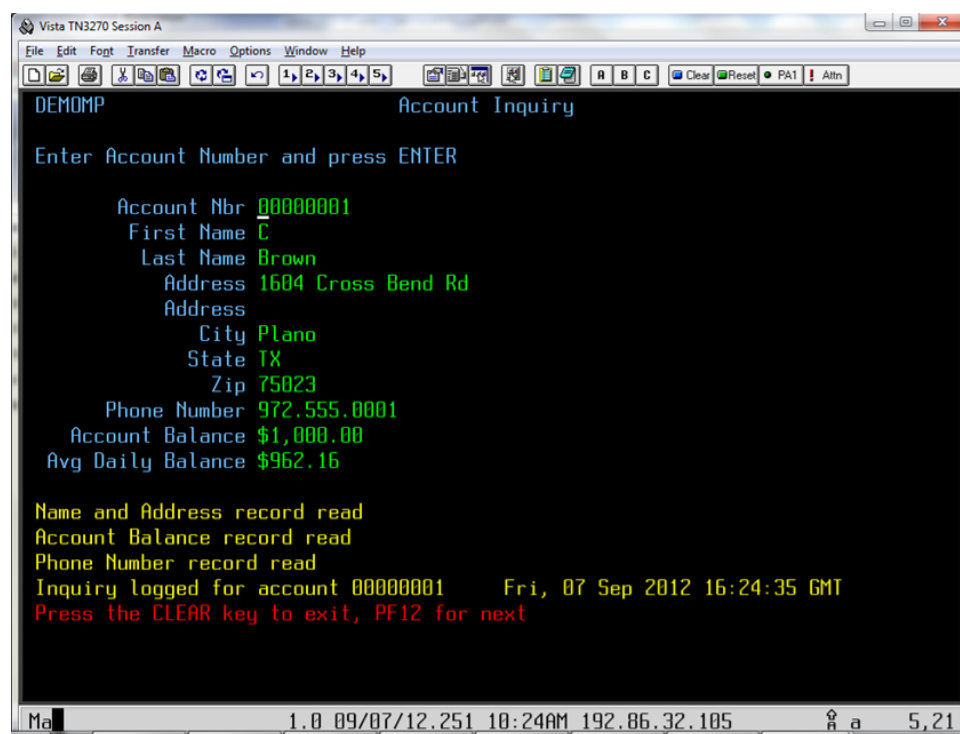 Vista TN3270 Session A
File Edit Font Transfer Macro Options Window Help
1 2 3 4 5 A B C Clear Reset PA1 ! Attn
DEMOMP Account Inquiry
Enter Account Number and press ENTER
Account Nbr 00000001
First Name C
Last Name Brown
Address 1604 Cross Bend Rd
Address
City Plano
State TX
Zip 75023
Phone Number 972.555.0001
Account Balance $1,000.00
Avg Daily Balance $962.16
Name and Address record read
Account Balance record read
Phone Number record read
Inquiry logged for account 00000001 Fri, 07 Sep 2012 16:24:35 GMT
Press the CLEAR key to exit, PF12 for next
Ma 1.0 09/07/12.251 10:24AM 192.86.32.105 A a 5,21